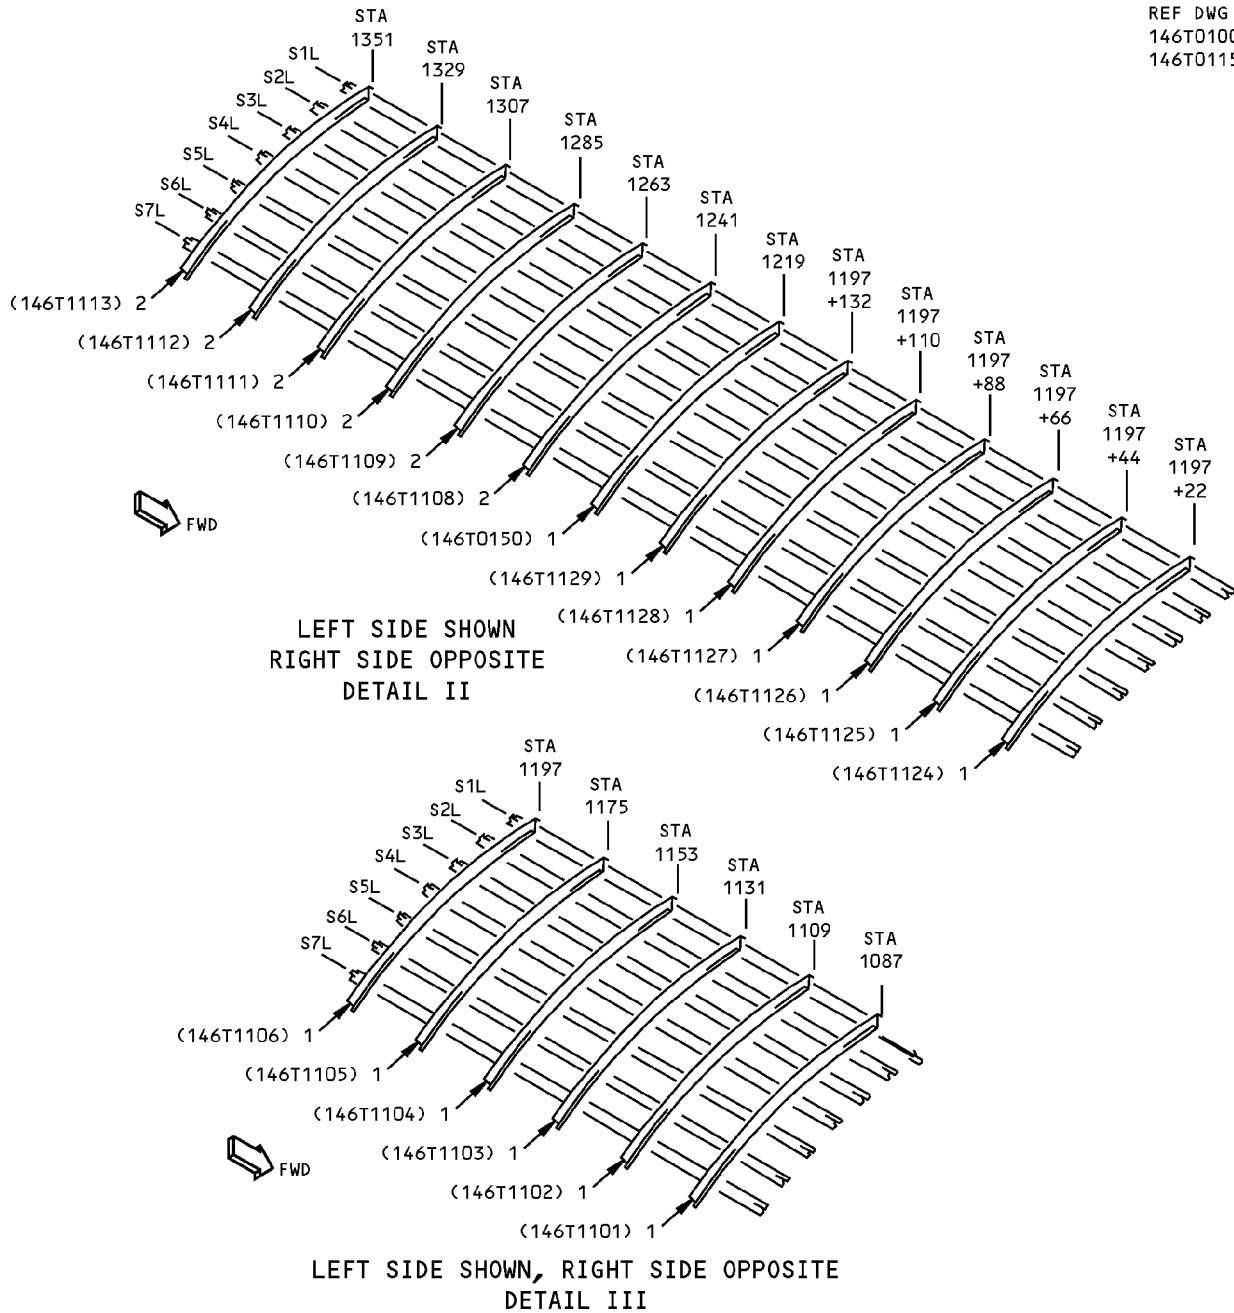 REF DWG
146T0100
146T0115
STA
1351
STA
1329
STA
1307
STA
1285
STA
1263
STA
1241
STA
1219
STA
1197
+132
STA
1197
+110
STA
1197
+88
STA
1197
+66
STA
1197
+44
STA
1197
+22
S1L
S2L
S3L
S4L
S5L
S6L
S7L
(146T1113) 2
(146T1112) 2
(146T1111) 2
(146T1110) 2
(146T1109) 2
(146T1108) 2
(146T0150) 1
(146T1129) 1
(146T1128) 1
(146T1127) 1
(146T1126) 1
(146T1125) 1
(146T1124) 1
FWD
LEFT SIDE SHOWN
RIGHT SIDE OPPOSITE
DETAIL II
STA
1197
STA
1175
STA
1153
STA
1131
STA
1109
STA
1087
S1L
S2L
S3L
S4L
S5L
S6L
S7L
(146T1106) 1
(146T1105) 1
(146T1104) 1
(146T1103) 1
(146T1102) 1
(146T1101) 1
FWD
LEFT SIDE SHOWN, RIGHT SIDE OPPOSITE
DETAIL III